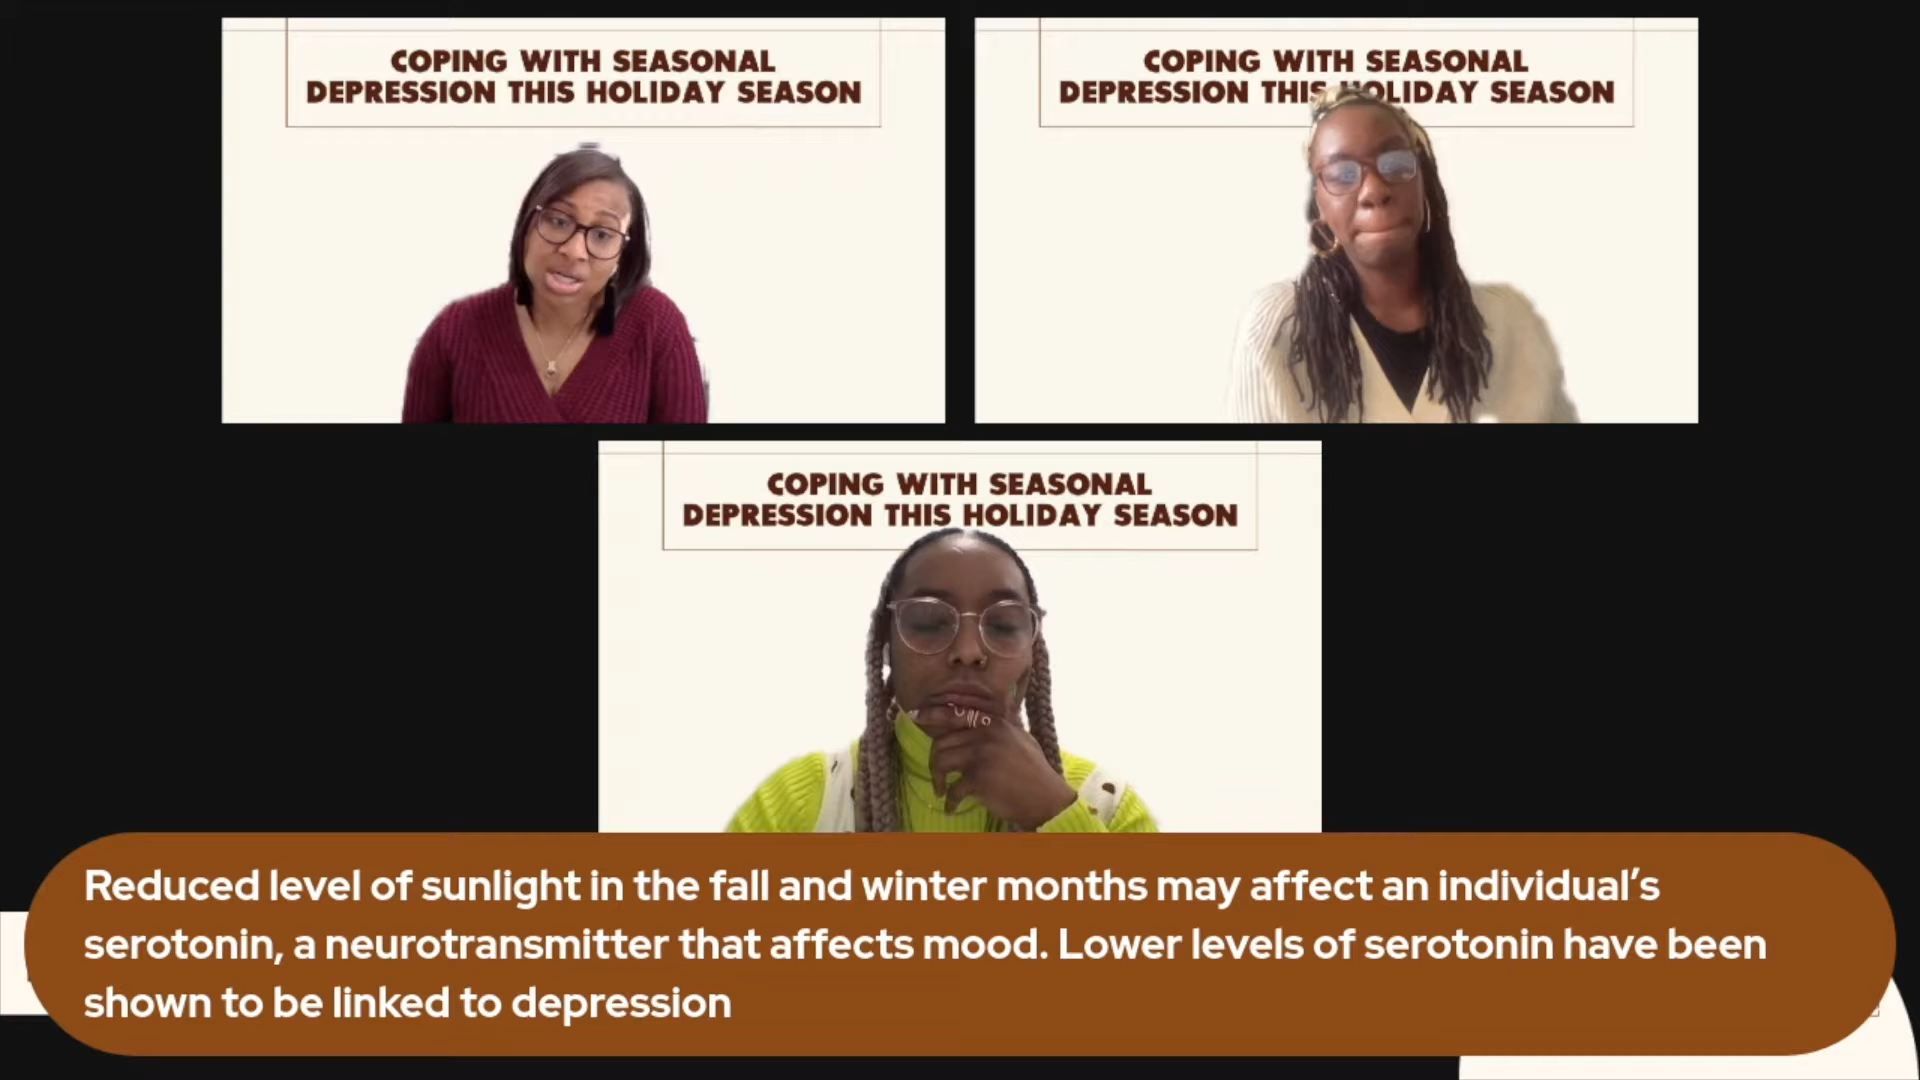 COPING WITH SEASONAL
DEPRESSION THIS HOLIDAY SEASON
COPING WITH SEASONAL
DEPRESSION THIS HOLIDAY SEASON
COPING WITH SEASONAL
DEPRESSION THIS HOLIDAY SEASON
Reduced level of sunlight in the fall and winter months may affect an individual’s
serotonin, a neurotransmitter that affects mood. Lower levels of serotonin have been
shown to be linked to depression